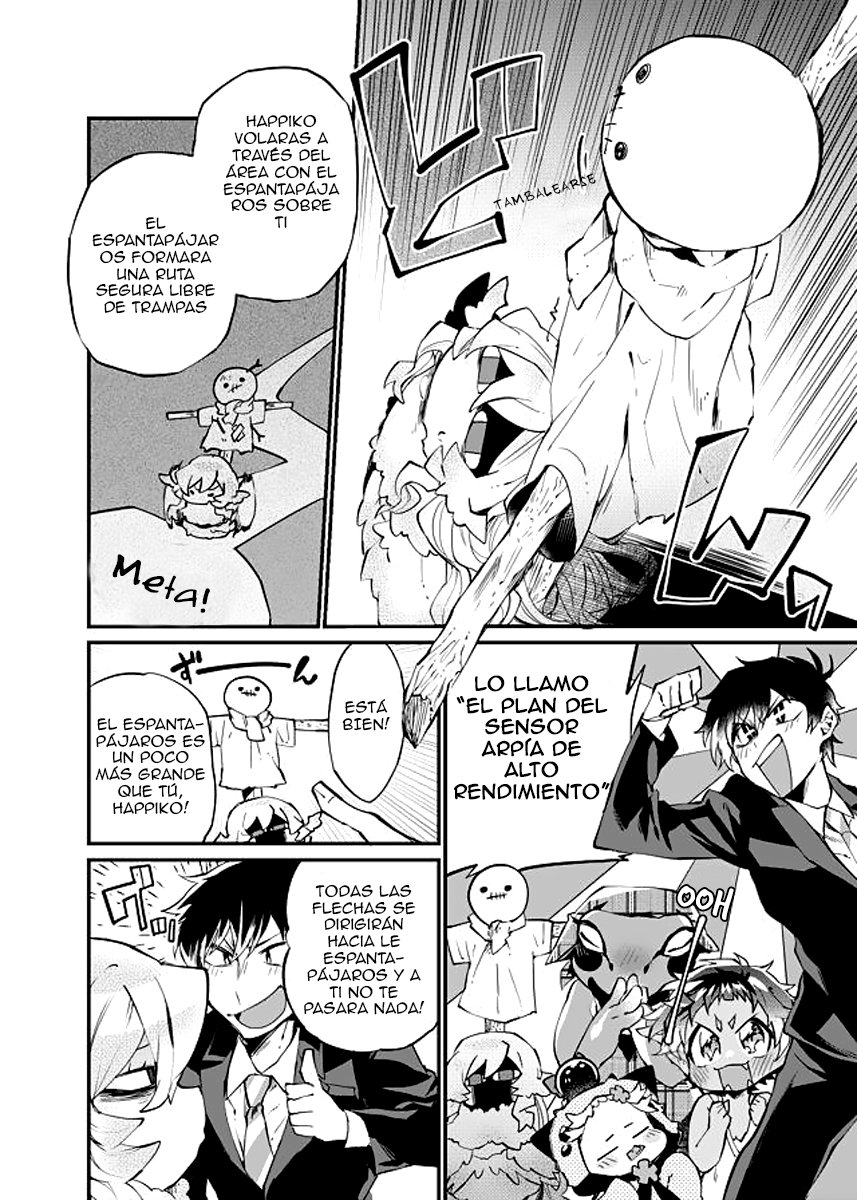 TAMBALEARSE
HAPPIKO
VOLARAS A
TRAVÉS DEL
ÁREA CON EL
ESPANTAPÁJA
ROS SOBRE
TI
EL
ESPANTAPÁJAR
OS FORMARA
UNA RUTA
SEGURA LIBRE
DE TRAMPAS
Meta!
LO LLAMO
"EL PLAN DEL
SENSOR
ARPÍA DE
ALTO
RENDIMIENTO"
OOH
ESTÁ
BIEN!
ずーん
EL ESPANTA-
PÁJAROS ES
UN POCO
MÁS GRANDE
QUE TÚ,
HAPPIKO!
TODAS LAS
FLECHAS SE
DIRIGIRÁN
HACIA LE
ESPANTA-
PÁJAROS Y A
TI NO TE
PASARA NADA!